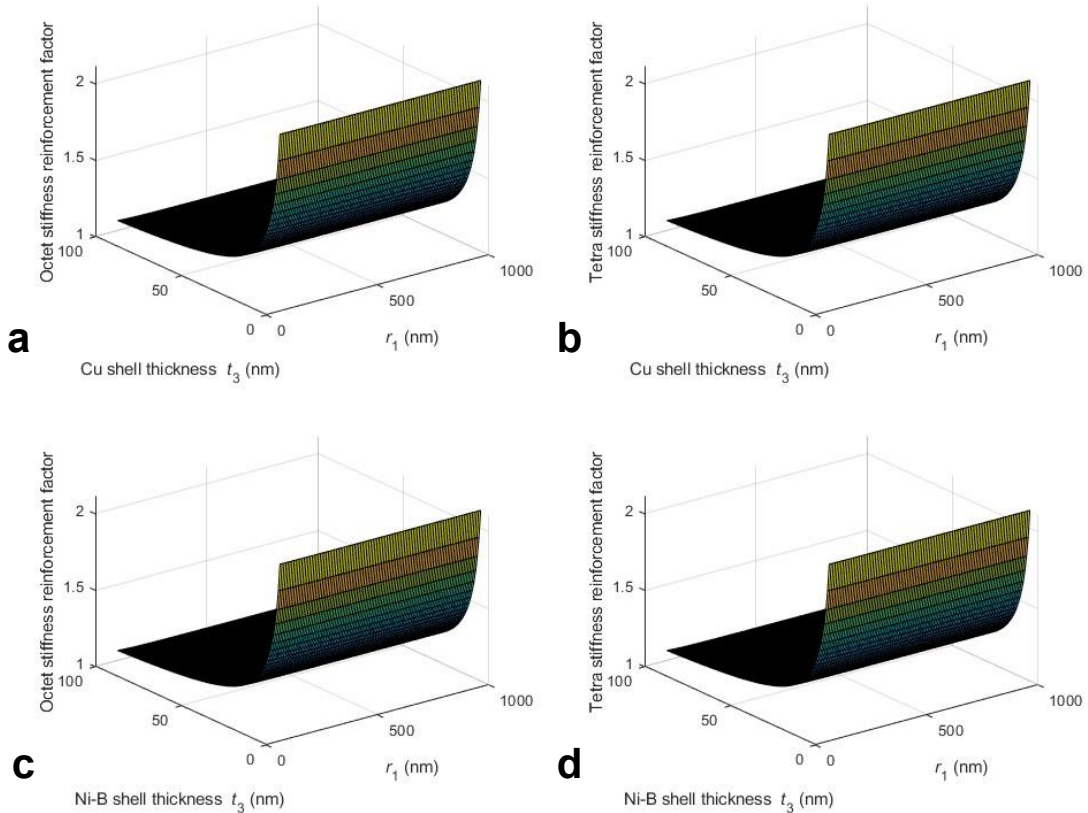 Octet stiffness reinforcement factor
2
1.5
1
100
50
0
0
500
1000
r1 (nm)
Cu shell thickness t3 (nm)
a
Tetra stiffness reinforcement factor
2
1.5
1
100
50
0
0
500
1000
r1 (nm)
Cu shell thickness t3 (nm)
b
Octet stiffness reinforcement factor
2
1.5
1
100
50
0
0
500
1000
r1 (nm)
Ni-B shell thickness t3 (nm)
c
Tetra stiffness reinforcement factor
2
1.5
1
100
50
0
0
500
1000
r1 (nm)
Ni-B shell thickness t3 (nm)
d